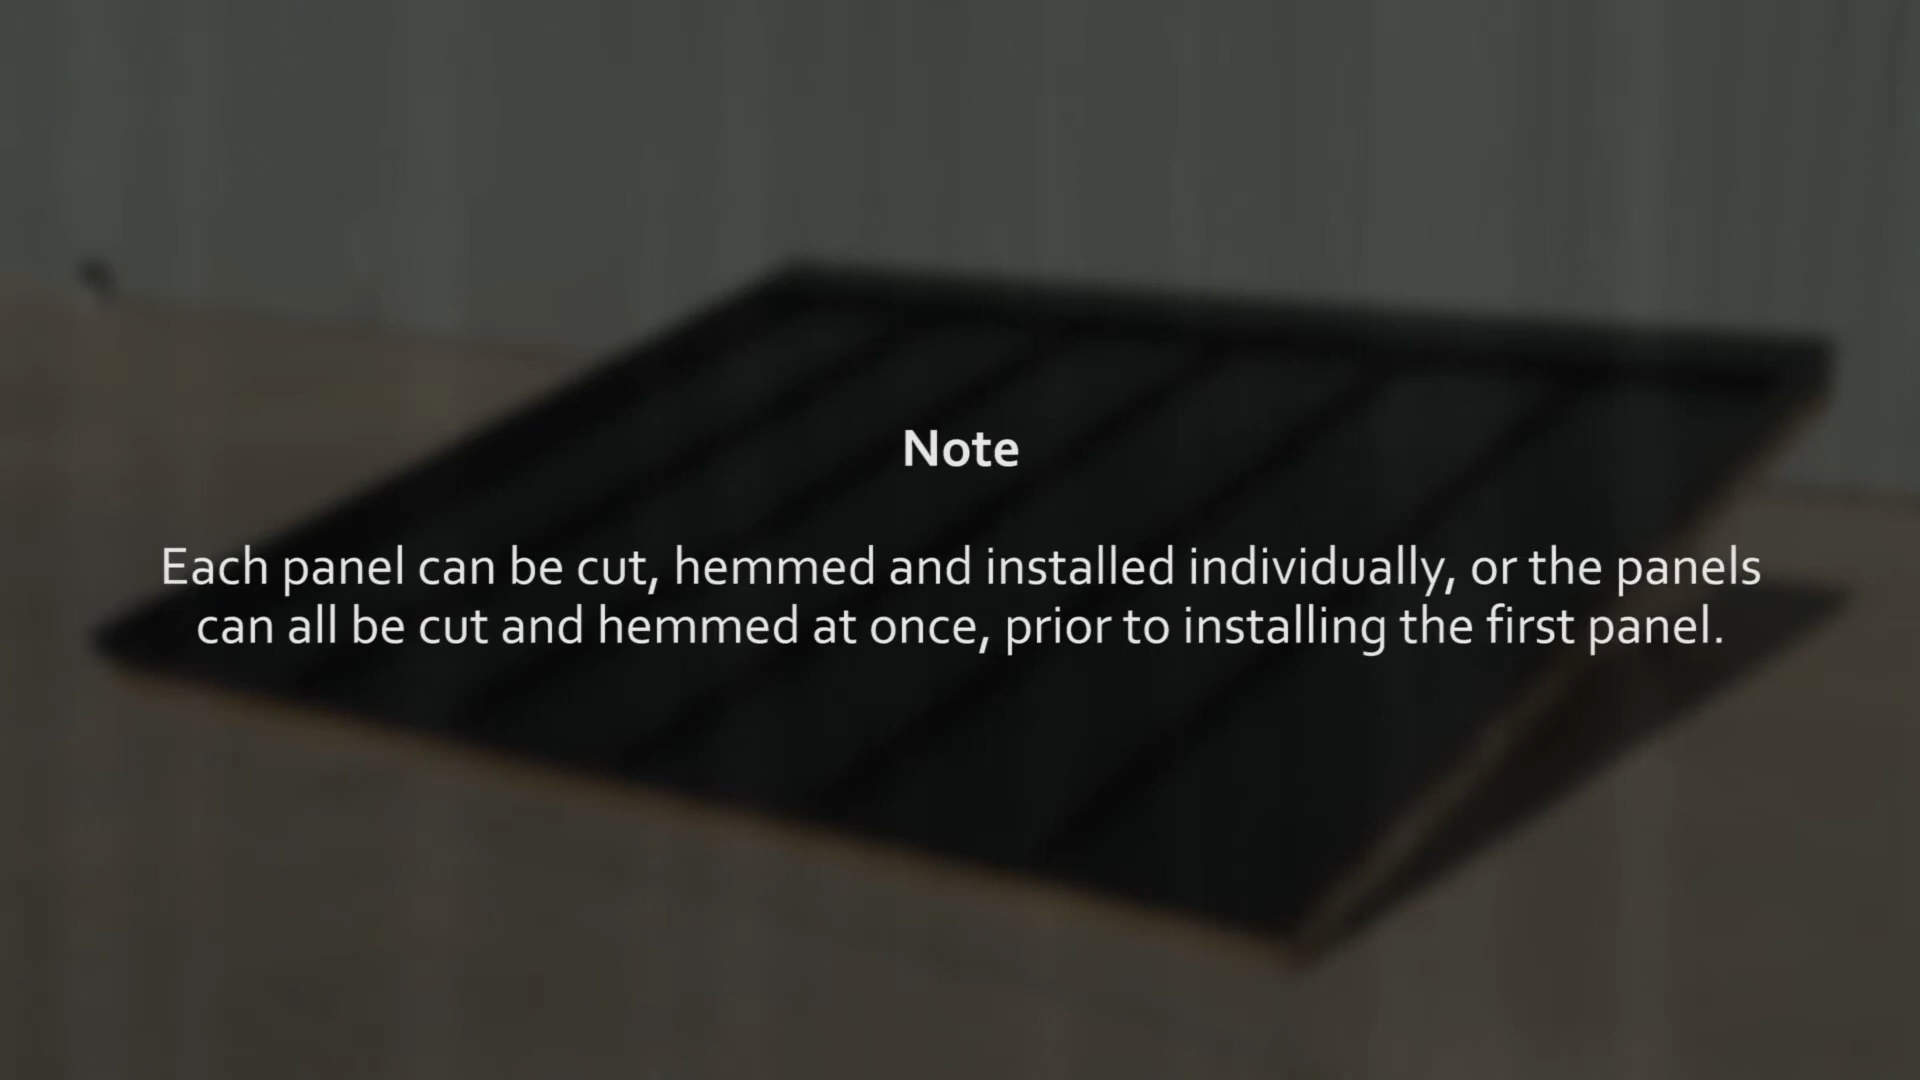 Note
Each panel can be cut, hemmed and installed individually, or the panels
can all be cut and hemmed at once, prior to installing the first panel.